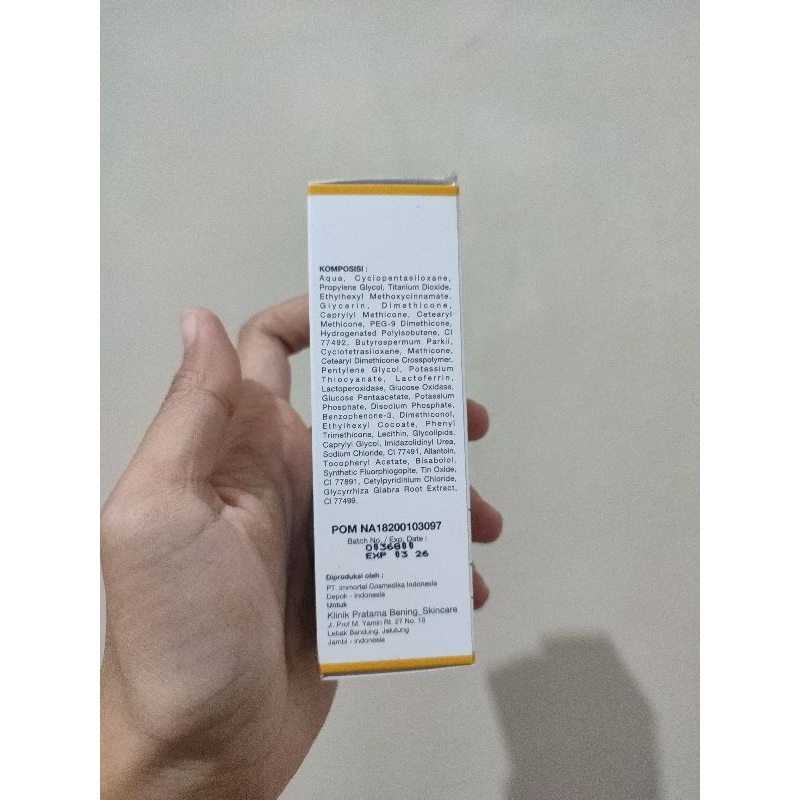 KOMPOSISI :
Aqua, Cyclopentasiloxane,
Propylene Glycol, Titanium Dioxide,
Ethylhexyl Methoxycinnamate,
Glycerin, Dimethicone,
Caprylyl Methicone, Cetearyl
Methicone, PEG-9 Dimethicone,
Hydrogenated Polyisobutene, CI
77492, Butyrospermum Parkii,
Cyclotetrasiloxane, Methicone,
Cetearyl Dimethicone Crosspolymer,
Pentylene Glycol, Potassium
Thiocyanate, Lactoferrin,
Lactoperoxidase, Glucose Oxidase,
Glucose Pentaacetate, Potassium
Phosphate, Disodium Phosphate,
Benzophenone-3, Dimethiconol,
Ethylhexyl Cocoate, Phenyl
Trimethicone, Lecithin, Glycolipids,
Caprylyl Glycol, Imidazolidinyl Urea,
Sodium Chloride, CI 77491, Allantoin,
Tocopheryl Acetate, Bisabolol,
Synthetic Fluorphlogopite, Tin Oxide,
CI 77891, Cetylpyridinium Chloride,
Glycyrrhiza Glabra Root Extract,
CI 77499.
POM NA18200103097
Batch No. / Exp. Date :
0036800
EXP 03 26
Diproduksi oleh :
PT. Immortal Cosmedika Indonesia
Depok - Indonesia
Untuk
Klinik Pratama Bening_Skincare
J. Prof M. Yamin Rt. 27 No. 10
Lebak Bandung, Jelutung
Jambi - Indonesia